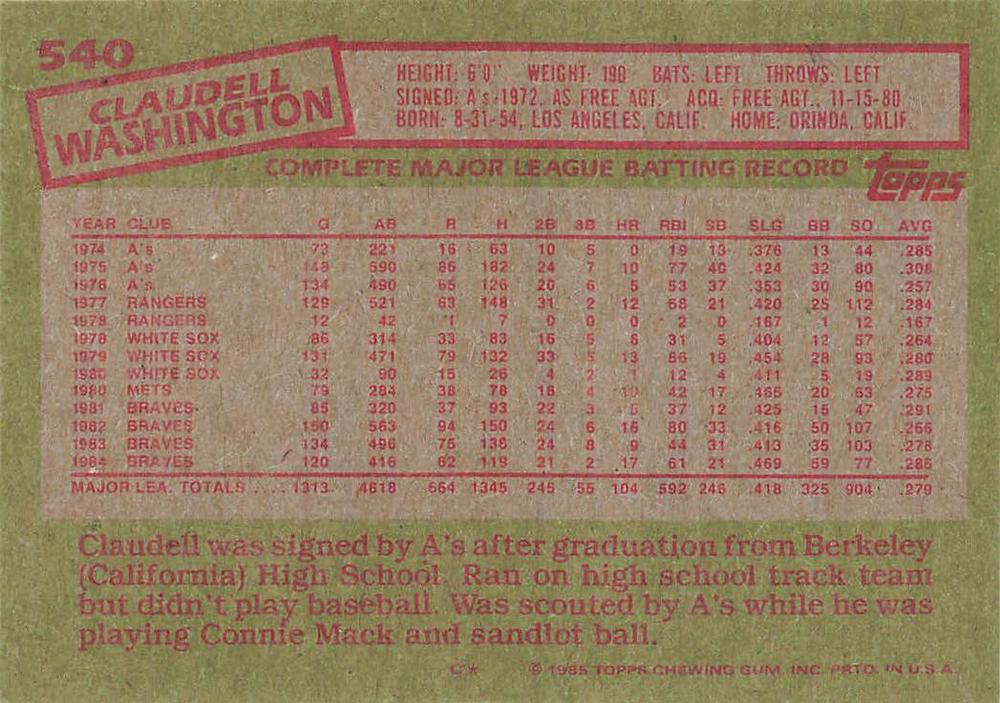 540
CLAUDELL
WASHINGTON
HEIGHT: 6'0" WEIGHT: 190 BATS: LEFT THROWS: LEFT
SIGNED: A's-1972, AS FREE AGT. ACQ: FREE AGT., 11-15-80
BORN: 8-31-54, LOS ANGELES, CALIF. HOME: ORINDA, CALIF.
COMPLETE MAJOR LEAGUE BATTING RECORD topps
YEAR CLUB G AB R H 2B 3B HR RBI SB SLG BB SO AVG
1974 A's 73 221 16 63 10 5 0 19 13 .376 13 44 .285
1975 A's 148 590 86 182 24 7 10 77 40 .424 32 80 .308
1976 A's 134 490 65 126 20 6 5 53 37 .353 30 90 .257
1977 RANGERS 129 521 63 148 31 2 12 68 21 .420 25 112 .284
1978 RANGERS 12 42 1 7 0 0 0 2 0 .167 1 12 .167
1978 WHITE SOX 86 314 33 83 16 5 6 31 5 .404 12 57 .264
1979 WHITE SOX 131 471 79 132 33 5 13 66 19 .454 28 93 .280
1980 WHITE SOX 32 90 15 26 4 2 1 12 4 .411 5 19 .289
1980 METS 79 284 38 78 16 4 10 42 17 .465 20 63 .275
1981 BRAVES 85 320 37 93 22 3 5 37 12 .425 15 47 .291
1982 BRAVES 150 563 94 150 24 6 16 80 33 .416 50 107 .266
1983 BRAVES 134 496 75 138 24 8 9 44 31 .413 35 103 .278
1984 BRAVES 120 416 62 119 21 2 17 61 21 .469 59 77 .286
MAJOR LEA. TOTALS .... 1313 4618 664 1345 245 55 104 592 246 .418 325 904 .279
Claudell was signed by A's after graduation from Berkeley
(California) High School. Ran on high school track team
but didn't play baseball. Was scouted by A's while he was
playing Connie Mack and sandlot ball.
C* © 1985 TOPPS CHEWING GUM, INC. PRTD. IN U.S.A.